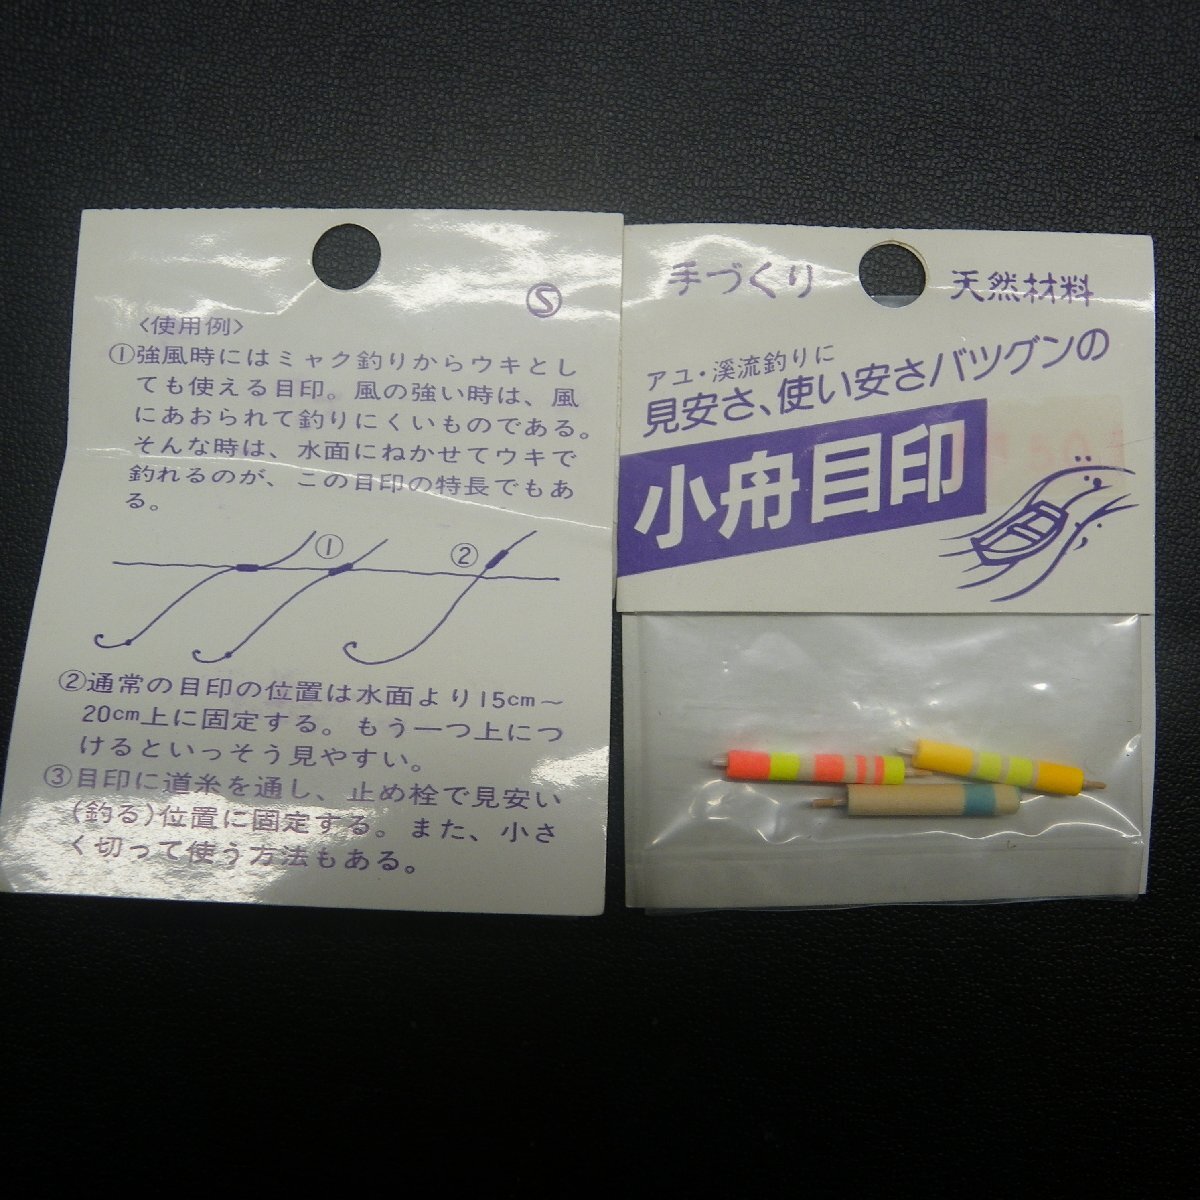 Ⓢ
〈使用例〉
①強風時にはミャク釣りからウキとし
ても使える目印。風の強い時は、風
にあおられて釣りにくいものである。
そんな時は、水面にねかせてウキで
釣れるのが、この目印の特長でもあ
る。
①
②
②通常の目印の位置は水面より15cm～
20cm上に固定する。もう一つ上につ
けるといっそう見やすい。
③目印に道糸を通し、止め栓で見安い
(釣る)位置に固定する。また、小さ
く切って使う方法もある。
手づくり
天然材料
アユ・溪流釣りに
見安さ、使い安さバツグンの
小舟目印